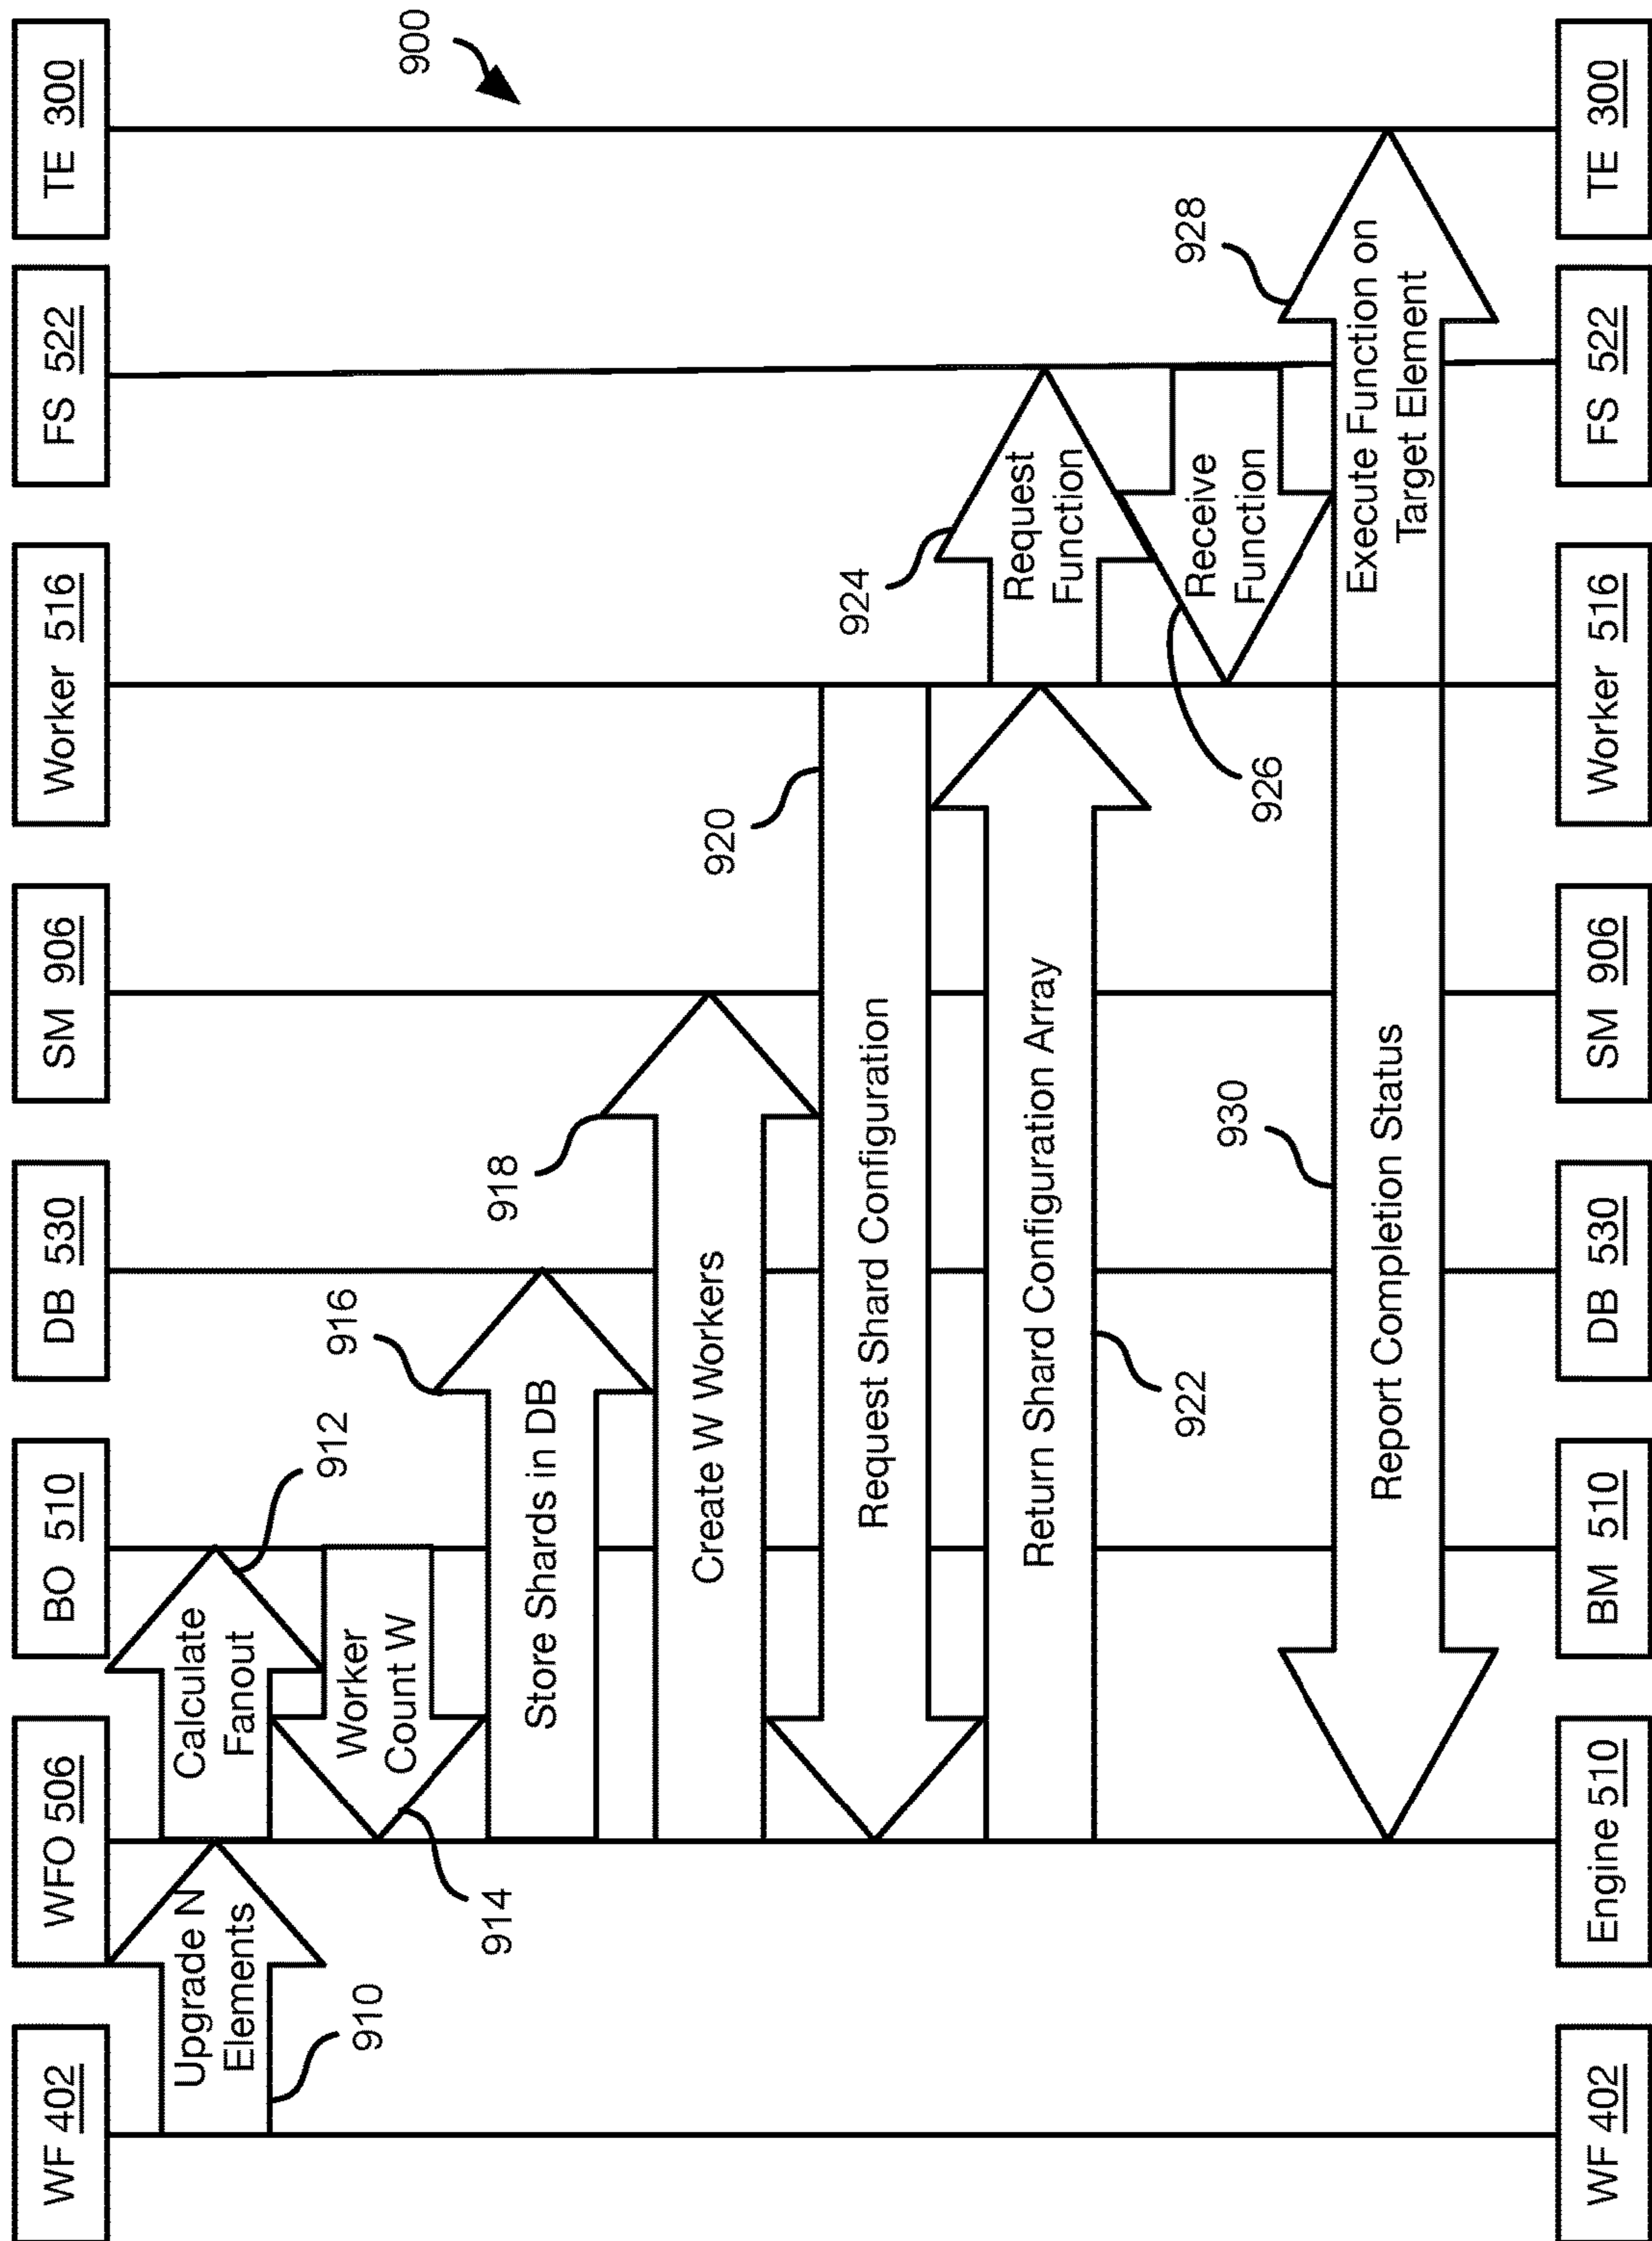 WF 402
WFO 506
BO 510
DB 530
SM 906
Worker 516
FS 522
TE 300
900
Upgrade N
Elements
910
Calculate
Fanout
912
Worker
Count W
914
Store Shards in DB
916
Create W Workers
918
Request Shard Configuration
920
Return Shard Configuration Array
922
Request
Function
924
Receive
Function
926
Execute Function on
Target Element
928
Report Completion Status
930
WF 402
Engine 510
BM 510
DB 530
SM 906
Worker 516
FS 522
TE 300